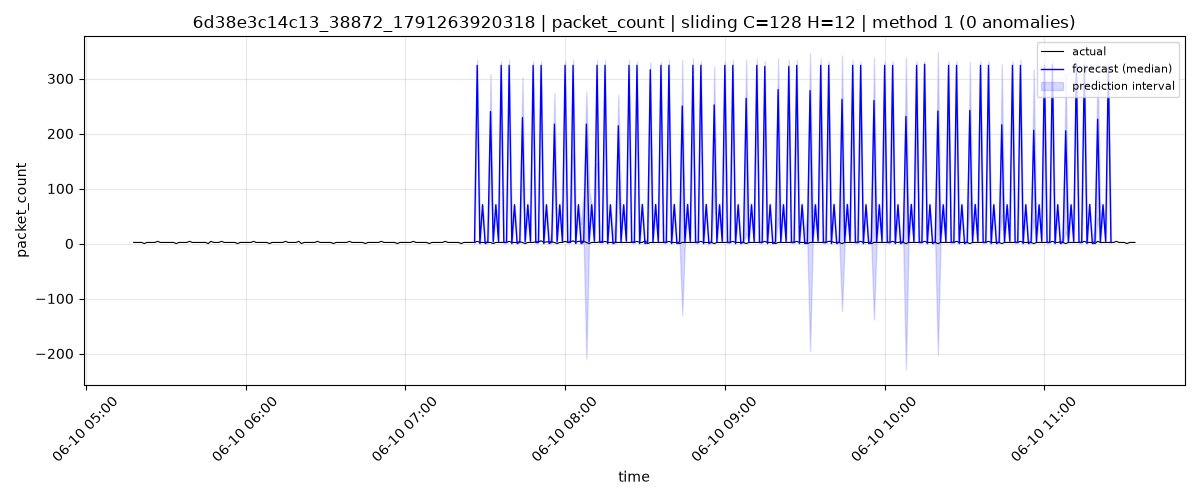 6d38e3c14c13_38872_1791263920318 | packet_count | sliding C=128 H=12 | method 1 (0 anomalies)
actual
forecast (median)
prediction interval
packet_count
300
200
100
0
−100
−200
06-10 05:00
06-10 06:00
06-10 07:00
06-10 08:00
06-10 09:00
06-10 10:00
06-10 11:00
time